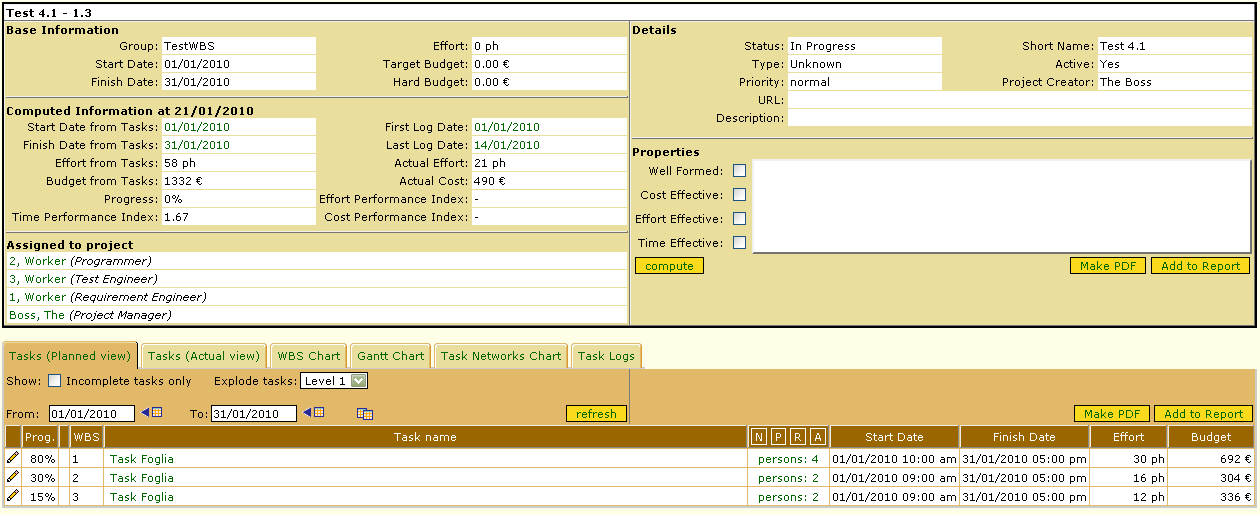 Test 4.1 - 1.3
Base Information
Group: TestWBS Effort: 0 ph
Start Date: 01/01/2010 Target Budget: 0.00 €
Finish Date: 31/01/2010 Hard Budget: 0.00 €
Computed Information at 21/01/2010
Start Date from Tasks: 01/01/2010 First Log Date: 01/01/2010
Finish Date from Tasks: 31/01/2010 Last Log Date: 14/01/2010
Effort from Tasks: 58 ph Actual Effort: 21 ph
Budget from Tasks: 1332 € Actual Cost: 490 €
Progress: 0% Effort Performance Index: -
Time Performance Index: 1.67 Cost Performance Index: -
Assigned to project
2, Worker (Programmer)
3, Worker (Test Engineer)
1, Worker (Requirement Engineer)
Boss, The (Project Manager)
Details
Status: In Progress Short Name: Test 4.1
Type: Unknown Active: Yes
Priority: normal Project Creator: The Boss
URL:
Description:
Properties
Well Formed:
Cost Effective:
Effort Effective:
Time Effective:
compute Make PDF Add to Report
Tasks (Planned view) Tasks (Actual view) WBS Chart Gantt Chart Task Networks Chart Task Logs
Show: Incomplete tasks only Explode tasks: Level 1
From: 01/01/2010 To: 31/01/2010 refresh Make PDF Add to Report
Prog. WBS Task name N P R A Start Date Finish Date Effort Budget
80% 1 Task Foglia persons: 4 01/01/2010 10:00 am 31/01/2010 05:00 pm 30 ph 692 €
30% 2 Task Foglia persons: 2 01/01/2010 09:00 am 31/01/2010 05:00 pm 16 ph 304 €
15% 3 Task Foglia persons: 2 01/01/2010 09:00 am 31/01/2010 05:00 pm 12 ph 336 €